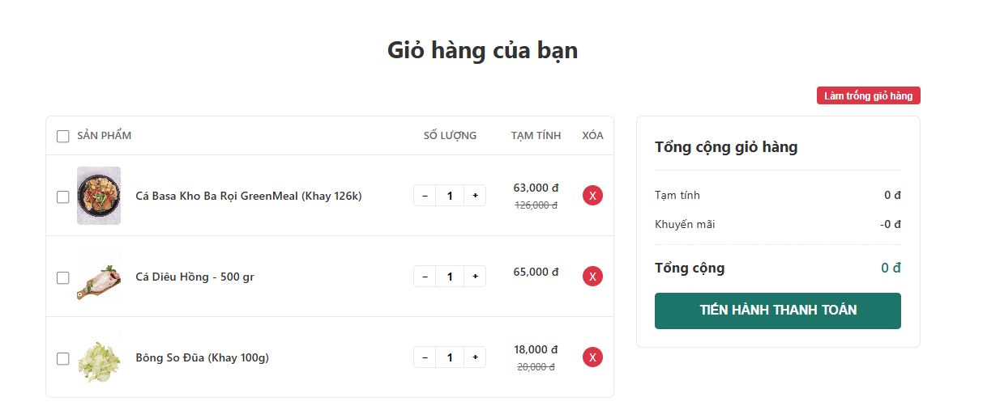 Giỏ hàng của bạn
Làm trống giỏ hàng
SẢN PHẨM SỐ LƯỢNG TẠM TÍNH XÓA
Cá Basa Kho Ba Rọi GreenMeal (Khay 126k) − 1 + 63,000 đ X
126,000 đ
Cá Diêu Hồng - 500 gr − 1 + 65,000 đ X
Bông So Đũa (Khay 100g) − 1 + 18,000 đ X
20,000 đ
Tổng cộng giỏ hàng
Tạm tính 0 đ
Khuyến mãi -0 đ
Tổng cộng 0 đ
TIẾN HÀNH THANH TOÁN